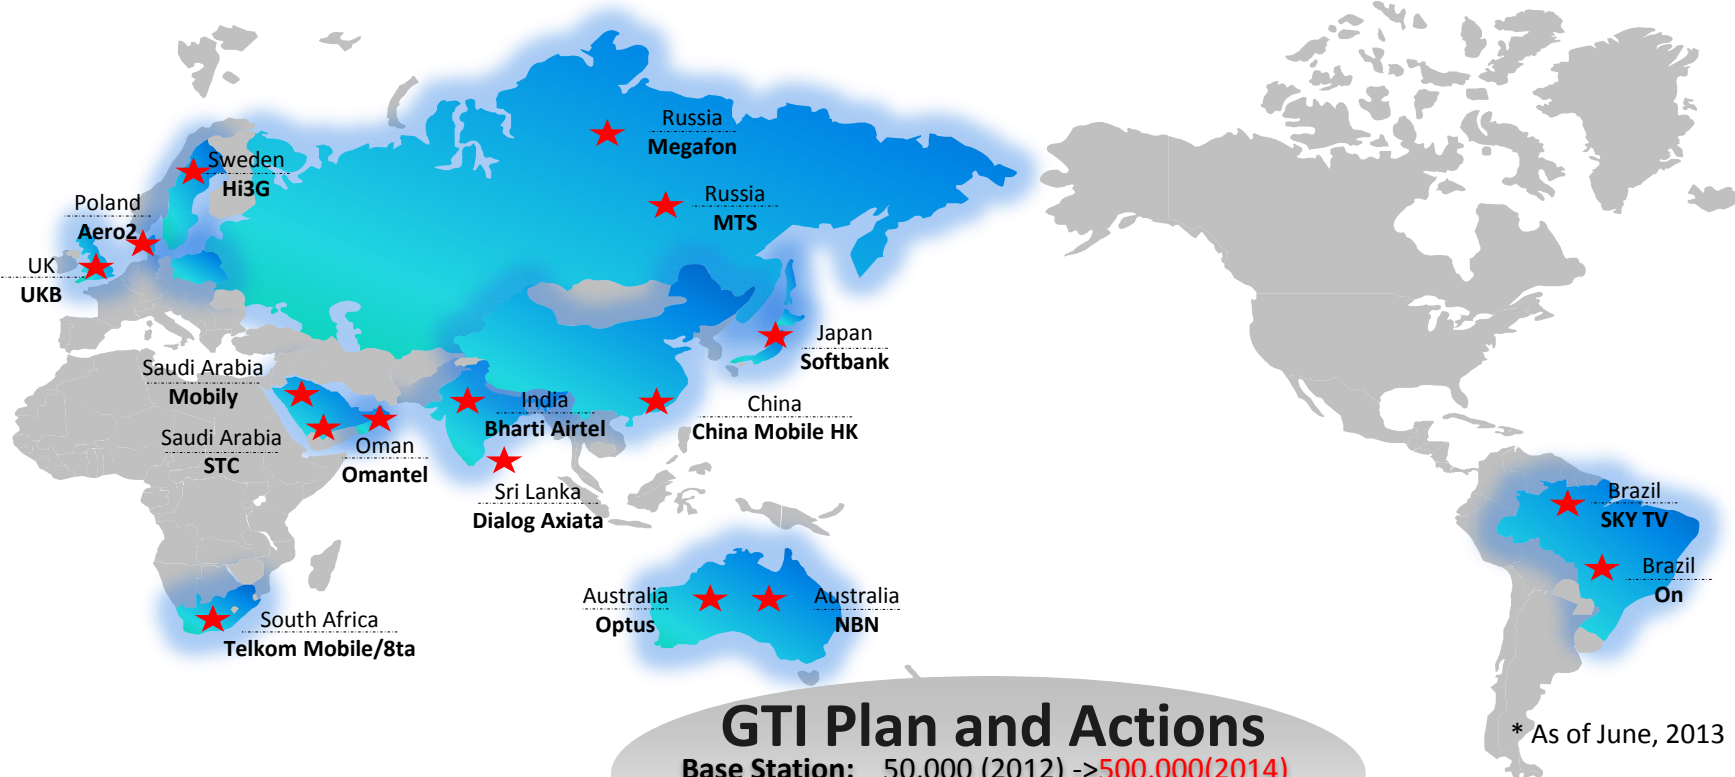 Russia
Megafon
Sweden
Hi3G
Russia
MTS
Poland
Aero2
UK
UKB
Japan
Softbank
Saudi Arabia
Mobily
India
Bharti Airtel
China
China Mobile HK
Saudi Arabia
STC
Oman
Omantel
Sri Lanka
Dialog Axiata
Brazil
SKY TV
Brazil
On
Australia
Optus
Australia
NBN
South Africa
Telkom Mobile/8ta
GTI Plan and Actions
* As of June, 2013
Base Station: 50,000 (2012) ->500,000(2014)